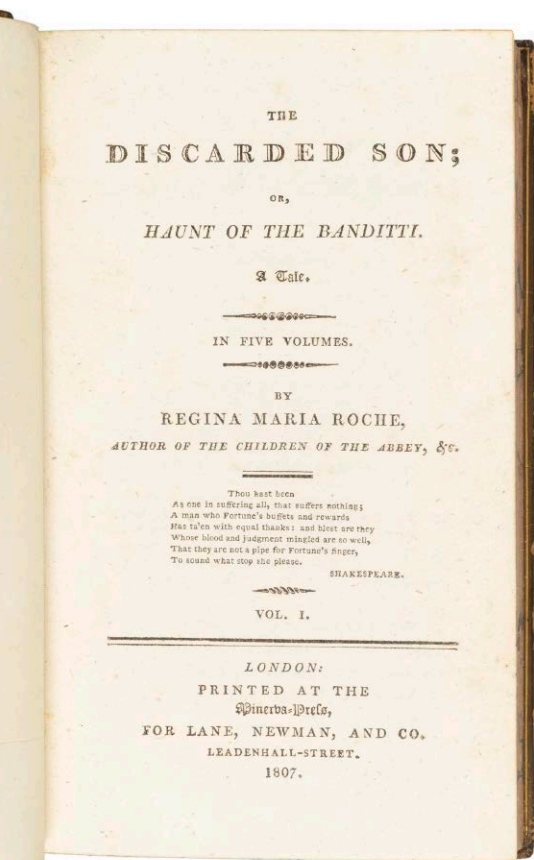 THE
DISCARDED SON;
OR,
HAUNT OF THE BANDITTI.
A Tale.
IN FIVE VOLUMES.
BY
REGINA MARIA ROCHE,
AUTHOR OF THE CHILDREN OF THE ABBEY, &c.
Thou hast been
As one in suffering all, that suffers nothing;
A man who Fortune's buffets and rewards
Has ta'en with equal thanks: and blest are they
Whose blood and judgment mingled are so well,
That they are not a pipe for Fortune's finger,
To sound what stop she please.
SHAKESPEARE.
VOL. I.
LONDON:
PRINTED AT THE
Minerva-Press,
FOR LANE, NEWMAN, AND CO.
LEADENHALL-STREET.
1807.